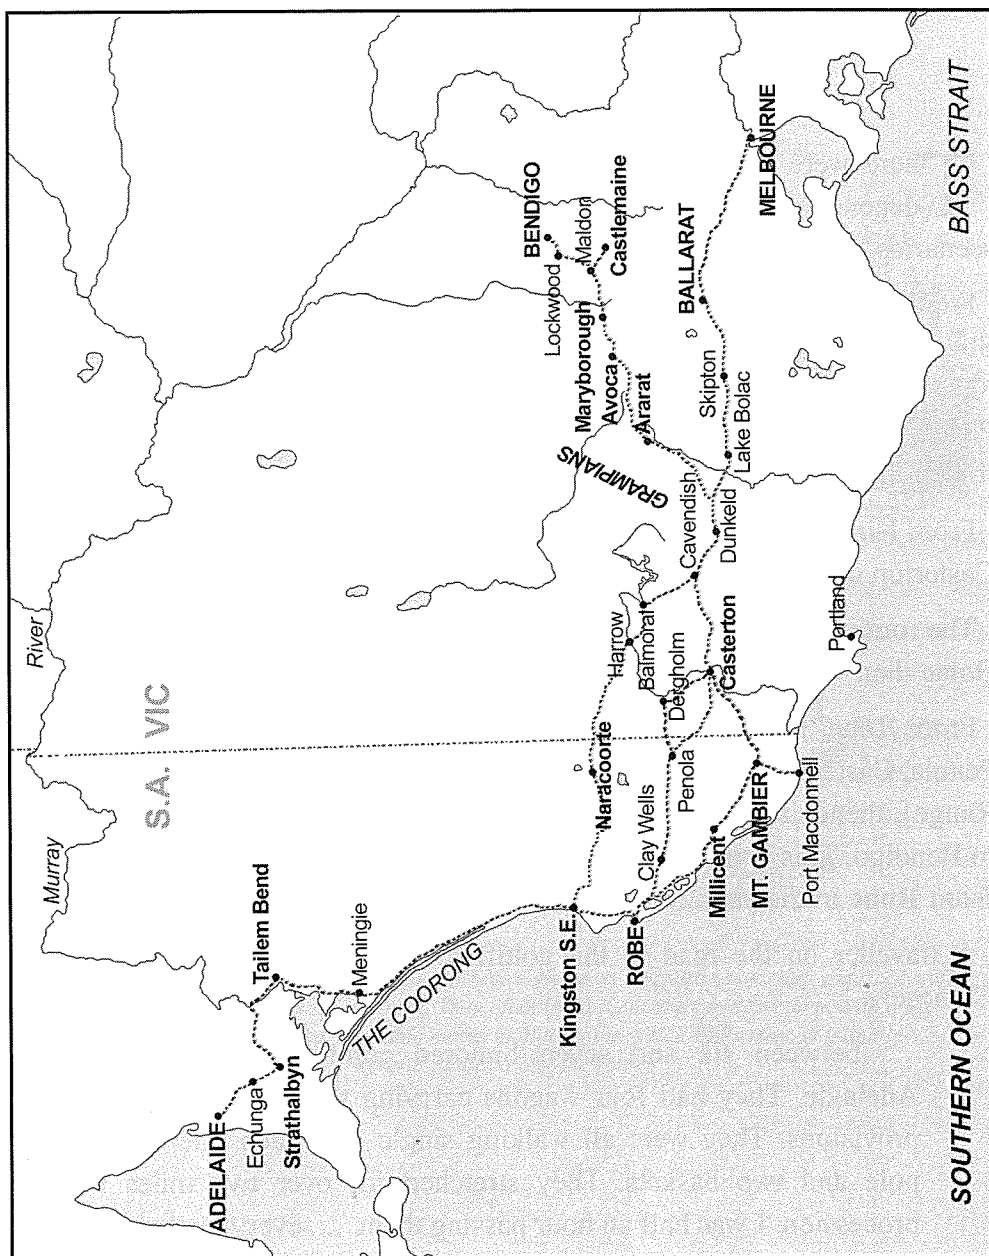 River
Murray
S.A. VIC
ADELAIDE
Echunga
Strathalbyn
Tailem Bend
Meningie
THE COORONG
Kingston S.E.
ROBE
Naracoorte
Clay Wells
Penola
Millicent
MT. GAMBIER
Port Macdonnell
Harrow
Balmoral
Dergholm
Casterton
Portland
Cavendish
Dunkeld
GRAMPIANS
Ararat
Avoca
Maryborough
Lockwood
BENDIGO
Maldon
Castlemaine
Lake Bolac
Skipton
BALLARAT
MELBOURNE
SOUTHERN OCEAN
BASS STRAIT